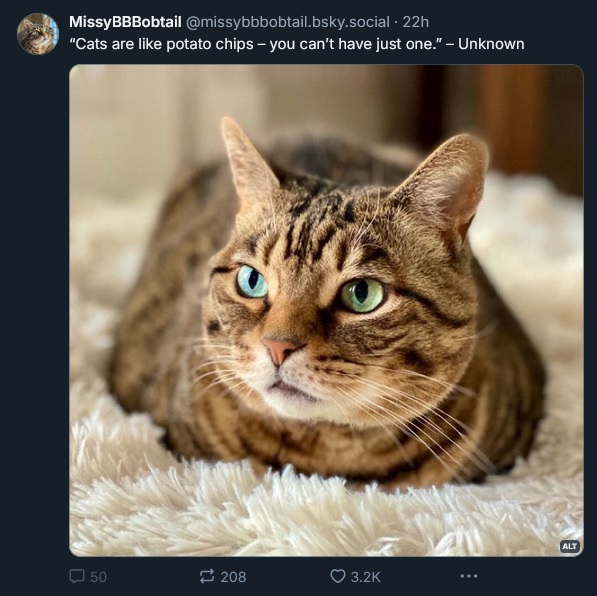 MissyBBBobtail @missybbbobtail.bsky.social · 22h
“Cats are like potato chips – you can’t have just one.” – Unknown
ALT
50 208 3.2K